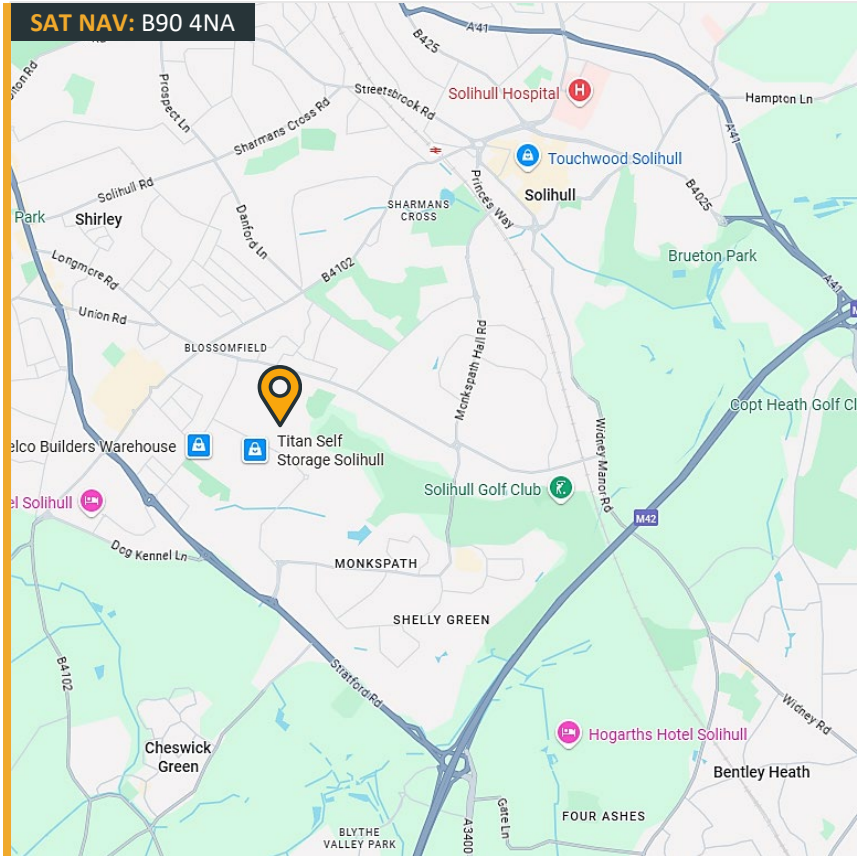 SAT NAV: B90 4NA
A 41
B425
Solihull Hospital
H
Hampton Ln
Prospect Ln
Streetsbrook Rd
Sharmans Cross Rd
A 41
Touchwood Solihull
Solihull
Prince's Way
B4025
Solihull Rd
SHARMANS
CROSS
Shirley
Park
Danford Ln
Longmore Rd
B4102
Brueton Park
A 41
Union Rd
BLOSSOMFIELD
Monkspath Hall Rd
Copt Heath Golf Cl
elco Builders Warehouse
Titan Self
Storage Solihull
Widney Manor Rd
Solihull Golf Club
el Solihull
M42
Dog Kennel Ln
MONKSPATH
SHELLY GREEN
B4102
Stratford Rd
Widney Rd
Hogarths Hotel Solihull
Cheswick
Green
Bentley Heath
Gate Ln
FOUR ASHES
A3400
BLYTHE
VALLEY PARK